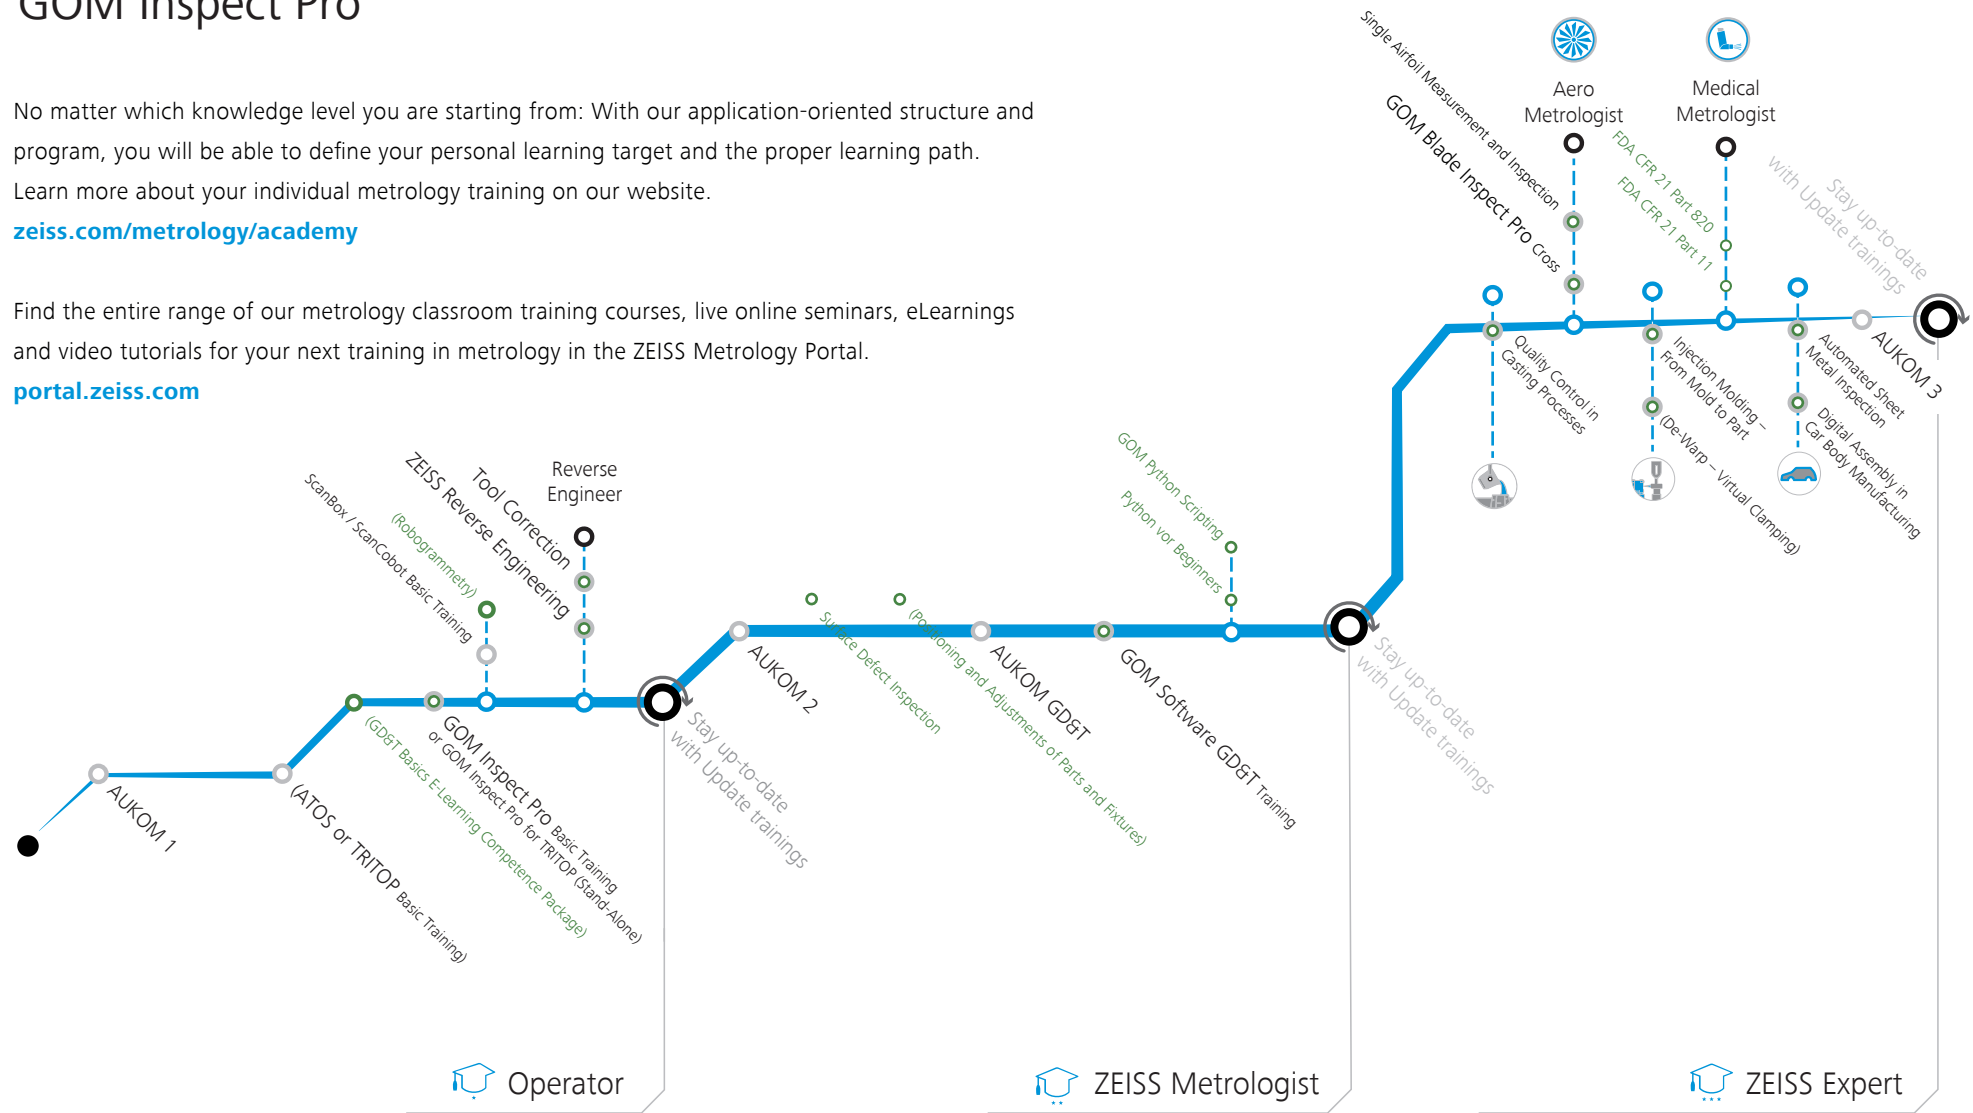 GOM Inspect Pro
No matter which knowledge level you are starting from: With our application-oriented structure and
program, you will be able to define your personal learning target and the proper learning path.
Learn more about your individual metrology training on our website.
zeiss.com/metrology/academy
Find the entire range of our metrology classroom training courses, live online seminars, eLearnings
and video tutorials for your next training in metrology in the ZEISS Metrology Portal.
portal.zeiss.com
AUKOM 1
(ATOS or TRITOP Basic Training)
(GD&T Basics E-Learning Competence Package)
GOM Inspect Pro Basic Training
or GOM Inspect Pro for TRITOP (Stand-Alone)
ScanBox / ScanCobot Basic Training
(Robogrammetry)
ZEISS Reverse Engineering
Tool Correction
Reverse
Engineer
Stay up-to-date
with Update trainings
AUKOM 2
Surface Defect Inspection
(Positioning and Adjustments of Parts and Fixtures)
AUKOM GD&T
GOM Software GD&T Training
GOM Python Scripting
Python vor Beginners
Stay up-to-date
with Update trainings
Quality Control in
Casting Processes
Single Airfoil Measurement and Inspection
GOM Blade Inspect Pro Cross
Aero
Metrologist
Injection Molding –
From Mold to Part
(De-Warp – Virtual Clamping)
Medical
Metrologist
FDA CFR 21 Part 820
FDA CFR 21 Part 11
Automated Sheet
Metal Inspection
Digital Assembly in
Car Body Manufacturing
AUKOM 3
Stay up-to-date
with Update trainings
Operator
ZEISS Metrologist
ZEISS Expert